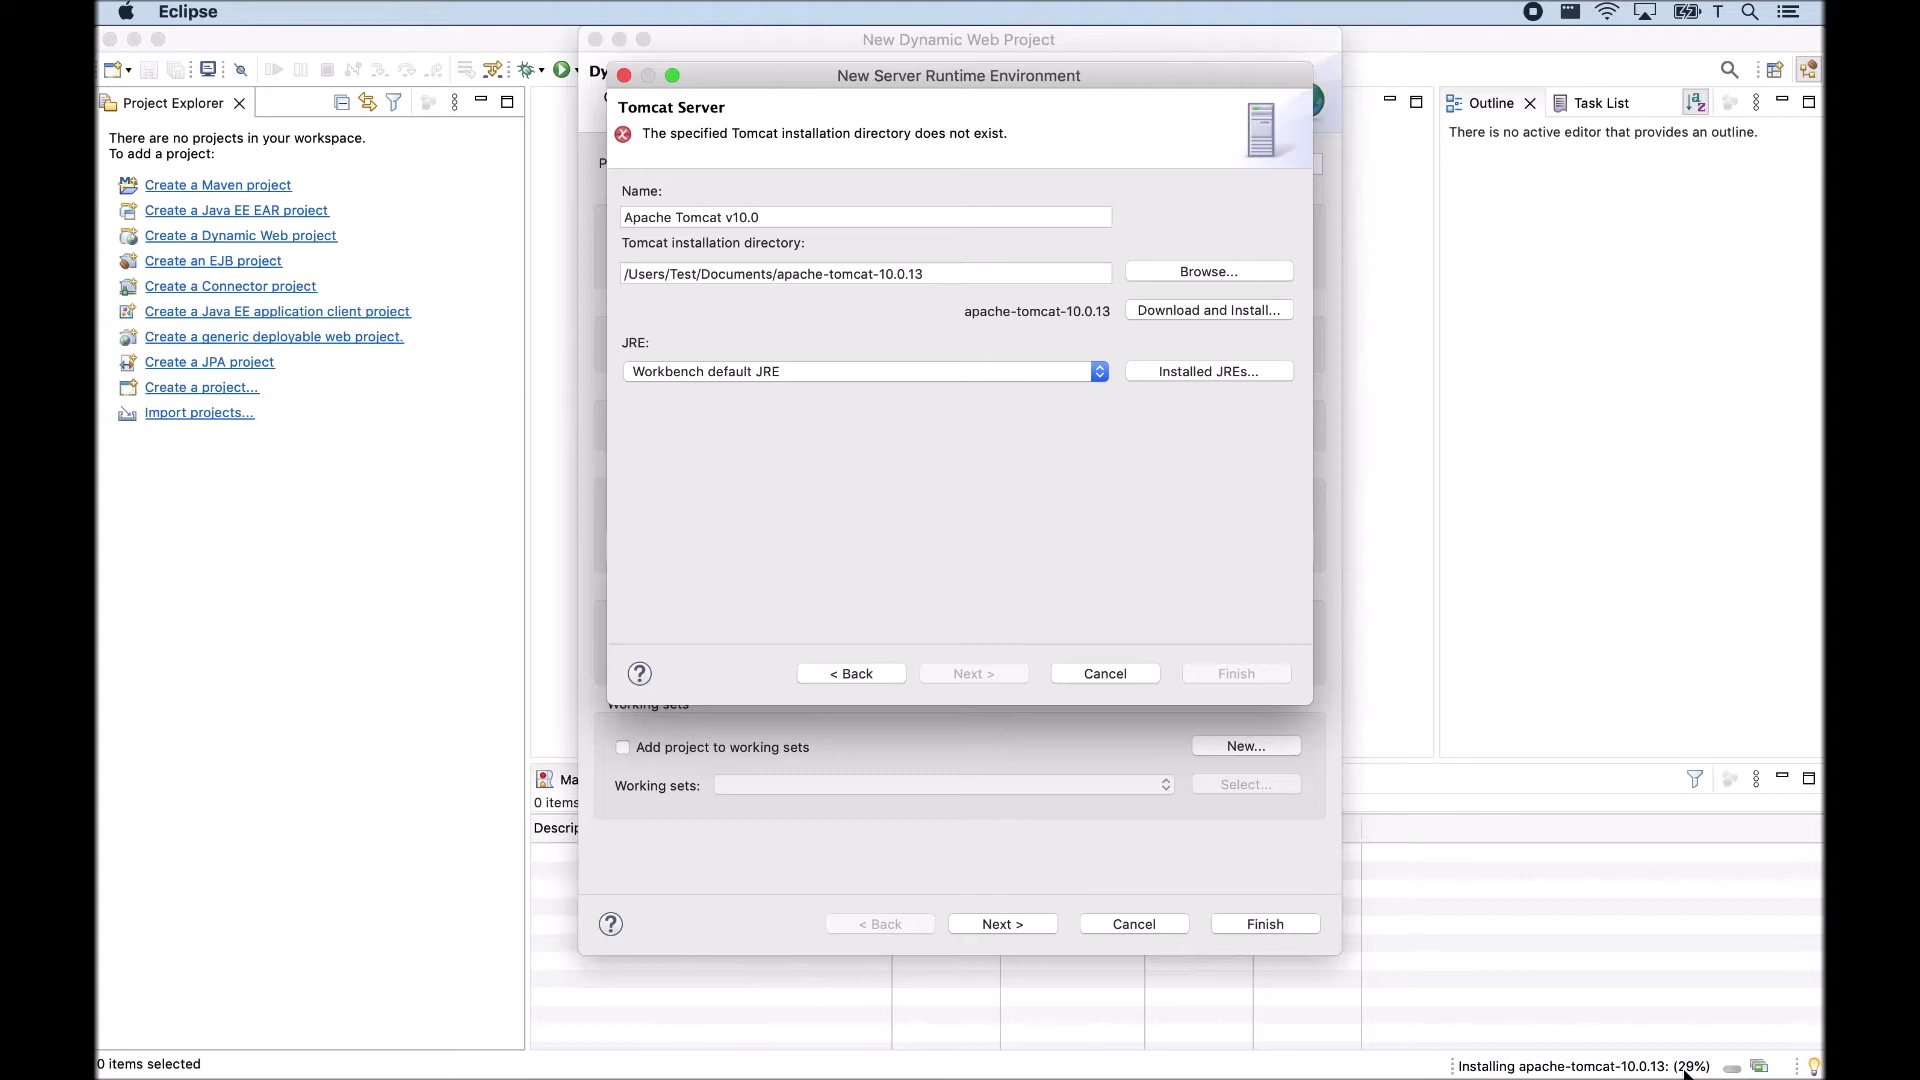 Eclipse
T
New Dynamic Web Project
Dy
New Server Runtime Environment
Project Explorer
Outline
Task List
Tomcat Server
The specified Tomcat installation directory does not exist.
There are no projects in your workspace.
To add a project:
There is no active editor that provides an outline.
P
Create a Maven project
Create a Java EE EAR project
Create a Dynamic Web project
Create an EJB project
Create a Connector project
Create a Java EE application client project
Create a generic deployable web project.
Create a JPA project
Create a project...
Import projects...
Name:
Apache Tomcat v10.0
Tomcat installation directory:
/Users/Test/Documents/apache-tomcat-10.0.13
Browse...
apache-tomcat-10.0.13
Download and Install...
JRE:
Workbench default JRE
Installed JREs...
?
< Back
Next >
Cancel
Finish
Working sets
Add project to working sets
New...
Working sets:
Select...
Ma
0 items
Descrip
?
< Back
Next >
Cancel
Finish
0 items selected
Installing apache-tomcat-10.0.13: (29%)